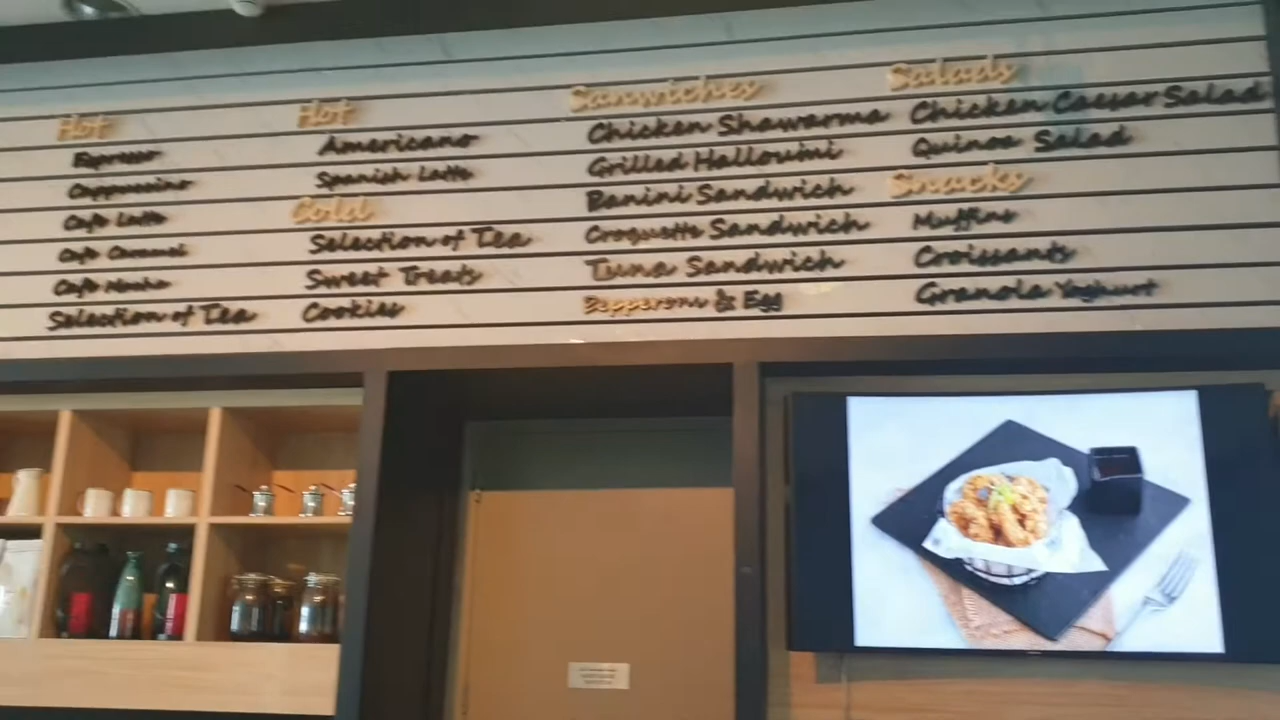 Hot
Espresso
Cappuccino
Cafe Latte
Cafe Caramel
Cafe Mocha
Selection of Tea
Hot
Americano
Spanish Latte
Cold
Selection of Tea
Sweet Treats
Cookies
Sanwiches
Chicken Shawarma
Grilled Halloumi
Panini Sandwich
Croquette Sandwich
Tuna Sandwich
Pepperoni & Egg
Salads
Chicken Caesar Salad
Quinoa Salad
Snacks
Muffins
Croissants
Granola Yoghurt